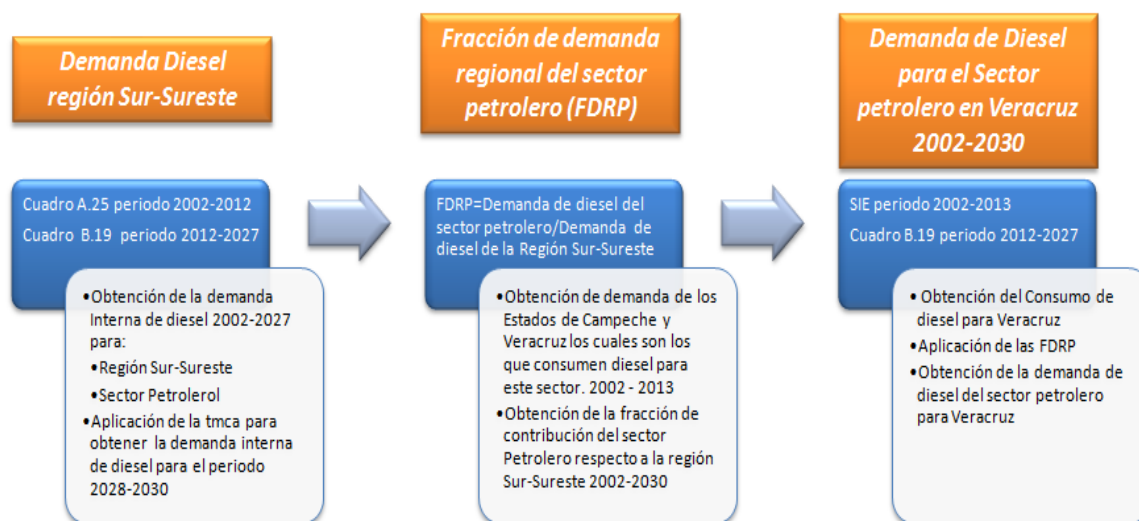 Demanda Diesel
región Sur-Sureste
Cuadro A.25 periodo 2002-2012
Cuadro B.19 periodo 2012-2027
•Obtención de la demanda
Interna de diesel 2002-2027
para:
•Región Sur-Sureste
•Sector Petrolerol
•Aplicación de la tmca para
obtener la demanda interna
de diesel para el periodo
2028-2030
Fracción de demanda
regional del sector
petrolero (FDRP)
FDRP=Demanda de diesel del
sector petrolero/Demanda de
diesel de la Región Sur-Sureste
•Obtención de demanda de los
Estados de Campeche y
Veracruz los cuales son los
que consumen diesel para
este sector. 2002 - 2013
•Obtención de la fracción de
contribución del sector
Petrolero respecto a la región
Sur-Sureste 2002-2030
Demanda de Diesel
para el Sector
petrolero en Veracruz
2002-2030
SIE periodo 2002-2013
Cuadro B.19 periodo 2012-2027
• Obtención del Consumo de
diesel para Veracruz
•Aplicación de las FDRP
•Obtención de la demanda de
diesel del sector petrolero
para Veracruz